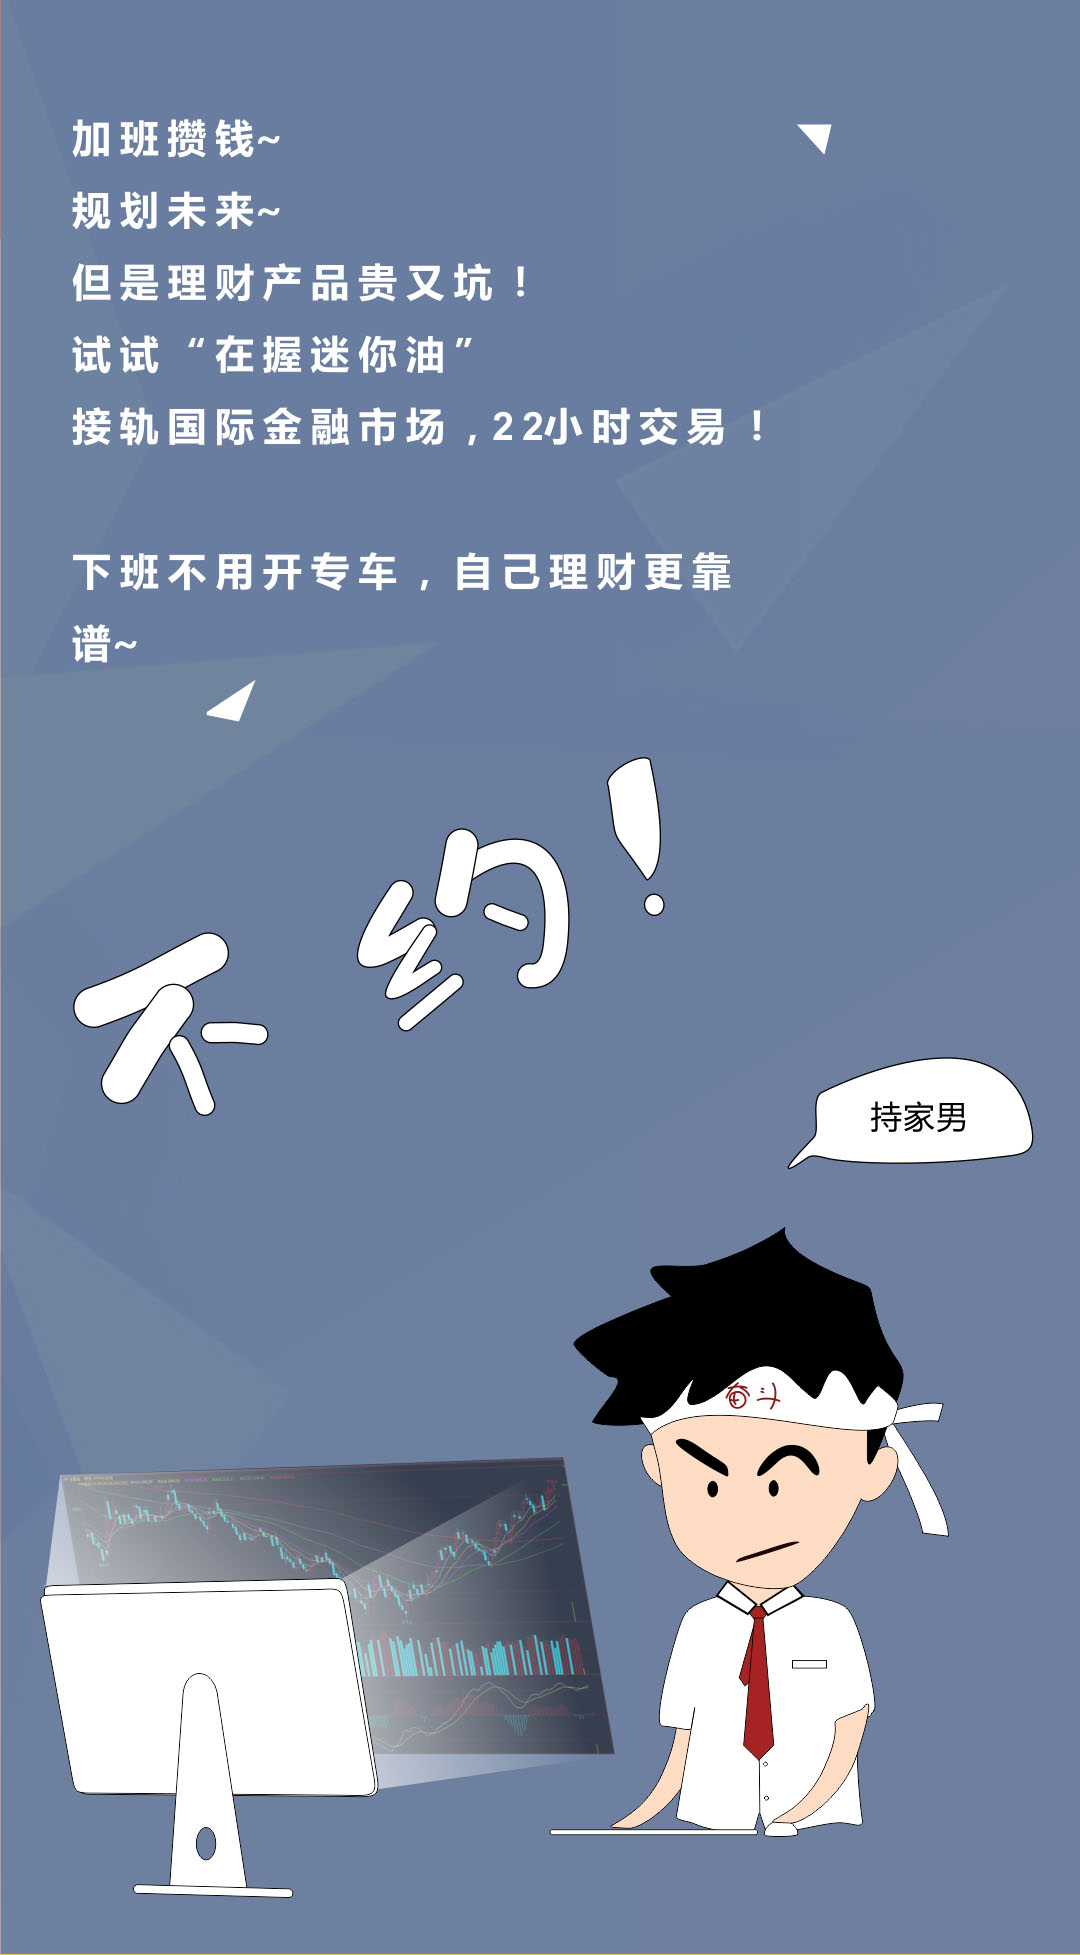 加班攒钱~
规划未来~
但是理财产品贵又坑！
试试“在握迷你油”
接轨国际金融市场,22小时交易！
下班不用开专车，自己理财更靠
谱~
不约!
持家男
奋斗